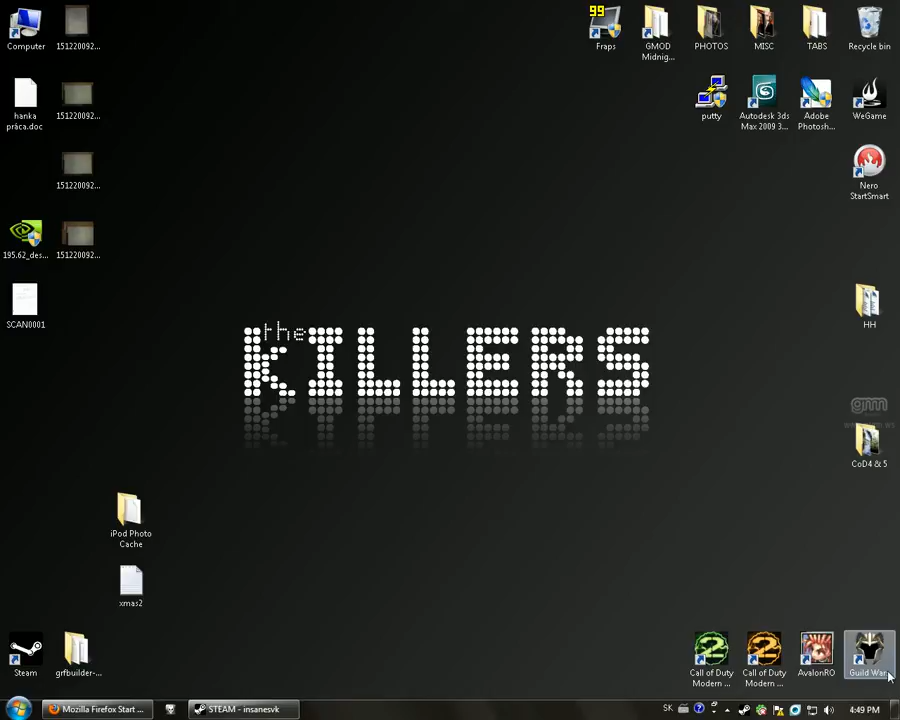 99
Computer
151220092...
Fraps
GMOD
Midnig...
PHOTOS
MISC
TABS
Recycle bin
hanka
práca.doc
151220092...
putty
Autodesk 3ds
Max 2009 3...
Adobe
Photosh...
WeGame
151220092...
Nero
StartSmart
195.62_des...
151220092...
SCAN0001
HH
the
KILLERS
CoD4 & 5
iPod Photo
Cache
xmas2
Steam
grfbuilder-...
Call of Duty
Modern ...
Call of Duty
Modern ...
AvalonRO
Guild War
Mozilla Firefox Start ...
STEAM - insanesvk
SK
4:49 PM